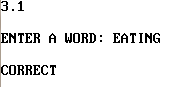 3.1
ENTER A WORD: EATING
CORRECT